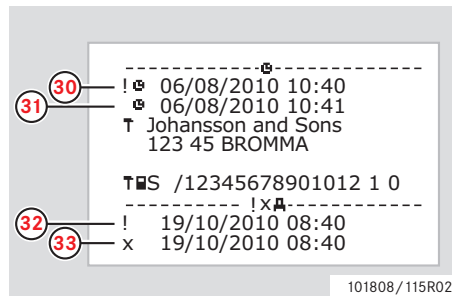 ------------◔------------
30 !◔ 06/08/2010 10:40
31 ◔ 06/08/2010 10:41
T Johansson and Sons
123 45 BROMMA
T▮S /12345678901012 1 0
---------- !x------------
32 ! 19/10/2010 08:40
33 x 19/10/2010 08:40
101808/115R02